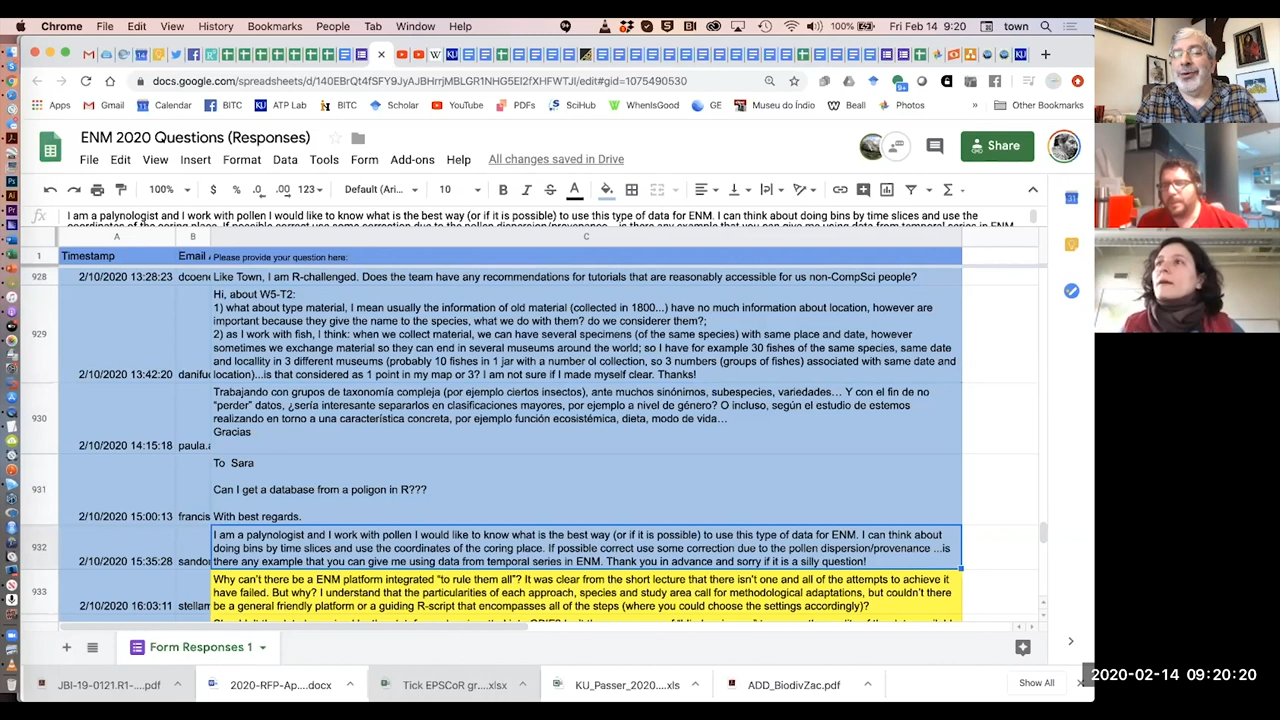 Chrome File Edit View History Bookmarks People Tab Window Help 100% Fri Feb 14 9:20 town
docs.google.com/spreadsheets/d/140EBrQt4fSFY9JyAJBHrrjMBLGR1NHG5EI2fXHFWTJI/edit#gid=1075490530
Apps Gmail Calendar BITC ATP Lab BITC Scholar YouTube PDFs SciHub WhenIsGood GE Museu do Índio Beall Photos » Other Bookmarks
ENM 2020 Questions (Responses)
File Edit View Insert Format Data Tools Form Add-ons Help All changes saved in Drive
Share
100% $ % .0 .00 123 Default (Ari... 10 B I S A
fx I am a palynologist and I work with pollen I would like to know what is the best way (or if it is possible) to use this type of data for ENM. I can think about doing bins by time slices and use the
A B C
1 Timestamp Email Please provide your question here:
928 2/10/2020 13:28:23 dcoen Like Town, I am R-challenged. Does the team have any recommendations for tutorials that are reasonably accessible for us non-CompSci people?
Hi, about W5-T2:
1) what about type material, I mean usually the information of old material (collected in 1800...) have no much information about location, however are
important because they give the name to the species, what we do with them? do we considerer them?;
929 2) as I work with fish, I think: when we collect material, we can have several specimens (of the same species) with same place and date, however
sometimes we exchange material so they can end in several museums around the world; so I have for example 30 fishes of the same species, same date
and locallity in 3 different museums (probably 10 fishes in 1 jar with a number ol collection, so 3 numbers (groups of fishes) associated with same date and
2/10/2020 13:42:20 danifuc location)...is that considered as 1 point in my map or 3? I am not sure if I made myself clear. Thanks!
Trabajando con grupos de taxonomía compleja (por ejemplo ciertos insectos), ante muchos sinónimos, subespecies, variedades... Y con el fin de no
930 “perder” datos, ¿sería interesante separarlos en clasificaciones mayores, por ejemplo a nivel de género? O incluso, según el estudio de estemos
realizando en torno a una característica concreta, por ejemplo función ecosistémica, dieta, modo de vida...
Gracias
2/10/2020 14:15:18 paula.a
To Sara
931 Can I get a database from a poligon in R???
2/10/2020 15:00:13 francis With best regards.
I am a palynologist and I work with pollen I would like to know what is the best way (or if it is possible) to use this type of data for ENM. I can think about
932 doing bins by time slices and use the coordinates of the coring place. If possible correct use some correction due to the pollen dispersion/provenance ...is
2/10/2020 15:35:28 sandor there any example that you can give me using data from temporal series in ENM. Thank you in advance and sorry if it is a silly question!
Why can't there be a ENM platform integrated “to rule them all”? It was clear from the short lecture that there isn't one and all of the attempts to achieve it
933 have failed. But why? I understand that the particularities of each approach, species and study area call for methodological adaptations, but couldn't there
2/10/2020 16:03:11 stellam be a general friendly platform or a guiding R-script that encompasses all of the steps (where you could choose the settings accordingly)?
Form Responses 1
JBI-19-0121.R1-....pdf 2020-RFP-Ap....docx Tick EPSCoR gr....xlsx KU_Passer_2020....xls ADD_BiodivZac.pdf Show All
2020-02-14 09:20:20